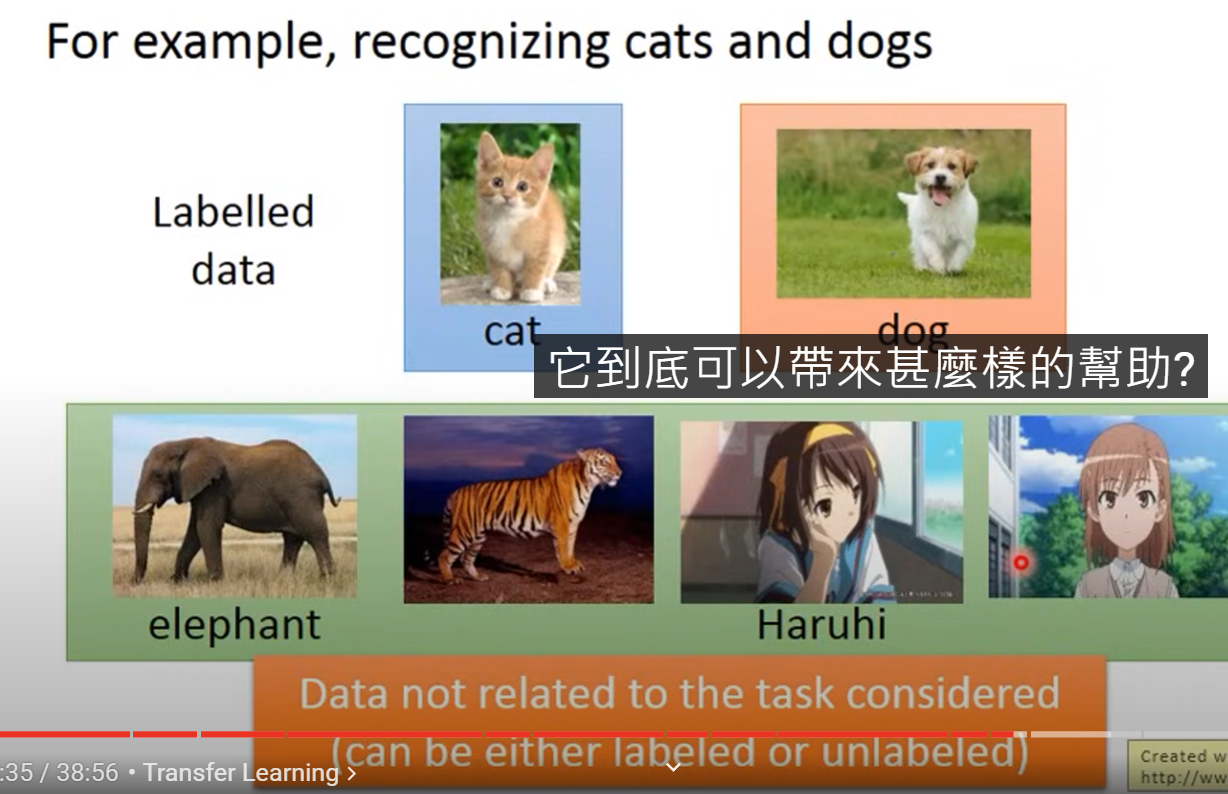 For example, recognizing cats and dogs
Labelled
data
cat
dog
它到底可以帶來甚麼樣的幫助?
elephant
Haruhi
Data not related to the task considered
(can be either labeled or unlabeled)
:35 / 38:56 • Transfer Learning >
Created w
http://ww